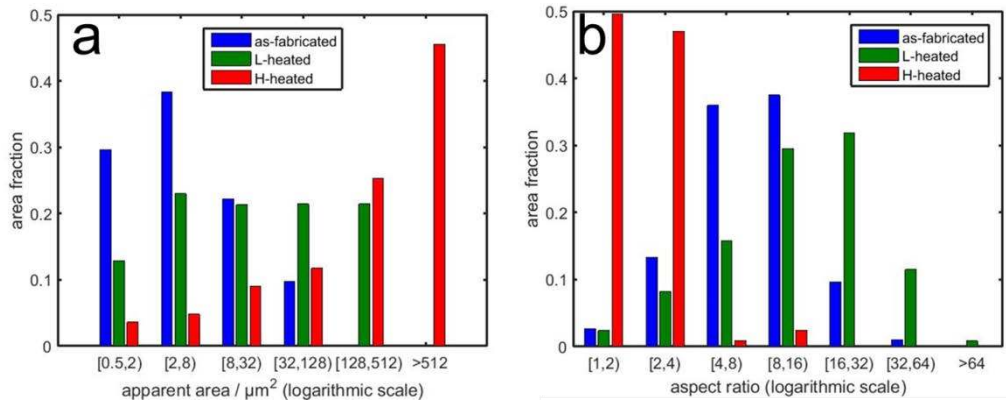 a
as-fabricated
L-heated
H-heated
0.5
0.4
0.3
0.2
0.1
0
area fraction
[0.5,2) [2,8) [8,32) [32,128) [128,512) >512
apparent area / µm² (logarithmic scale)
b
as-fabricated
L-heated
H-heated
0.5
0.4
0.3
0.2
0.1
0
area fraction
[1,2) [2,4) [4,8) [8,16) [16,32) [32,64) >64
aspect ratio (logarithmic scale)